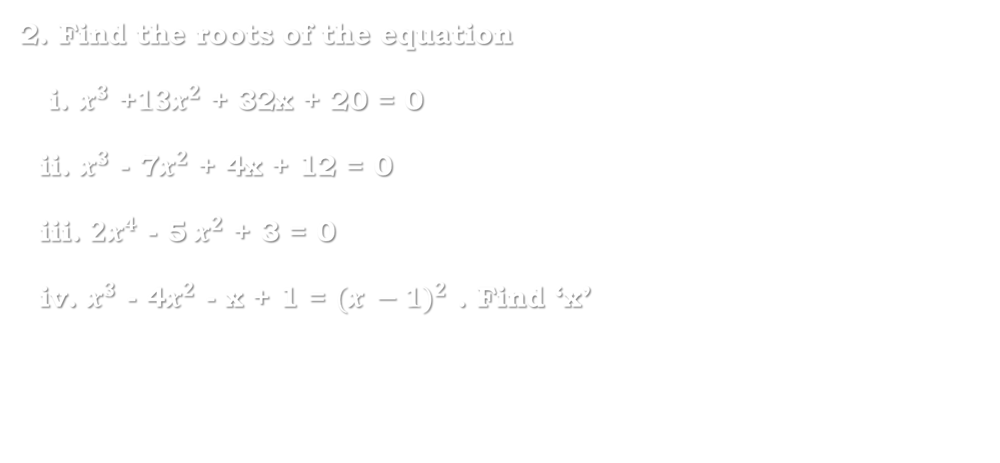 2. Find the roots of the equation
i. x³ +13x² + 32x + 20 = 0
ii. x³ - 7x² + 4x + 12 = 0
iii. 2x⁴ - 5 x² + 3 = 0
iv. x³ - 4x² - x + 1 = (x − 1)² . Find ‘x’